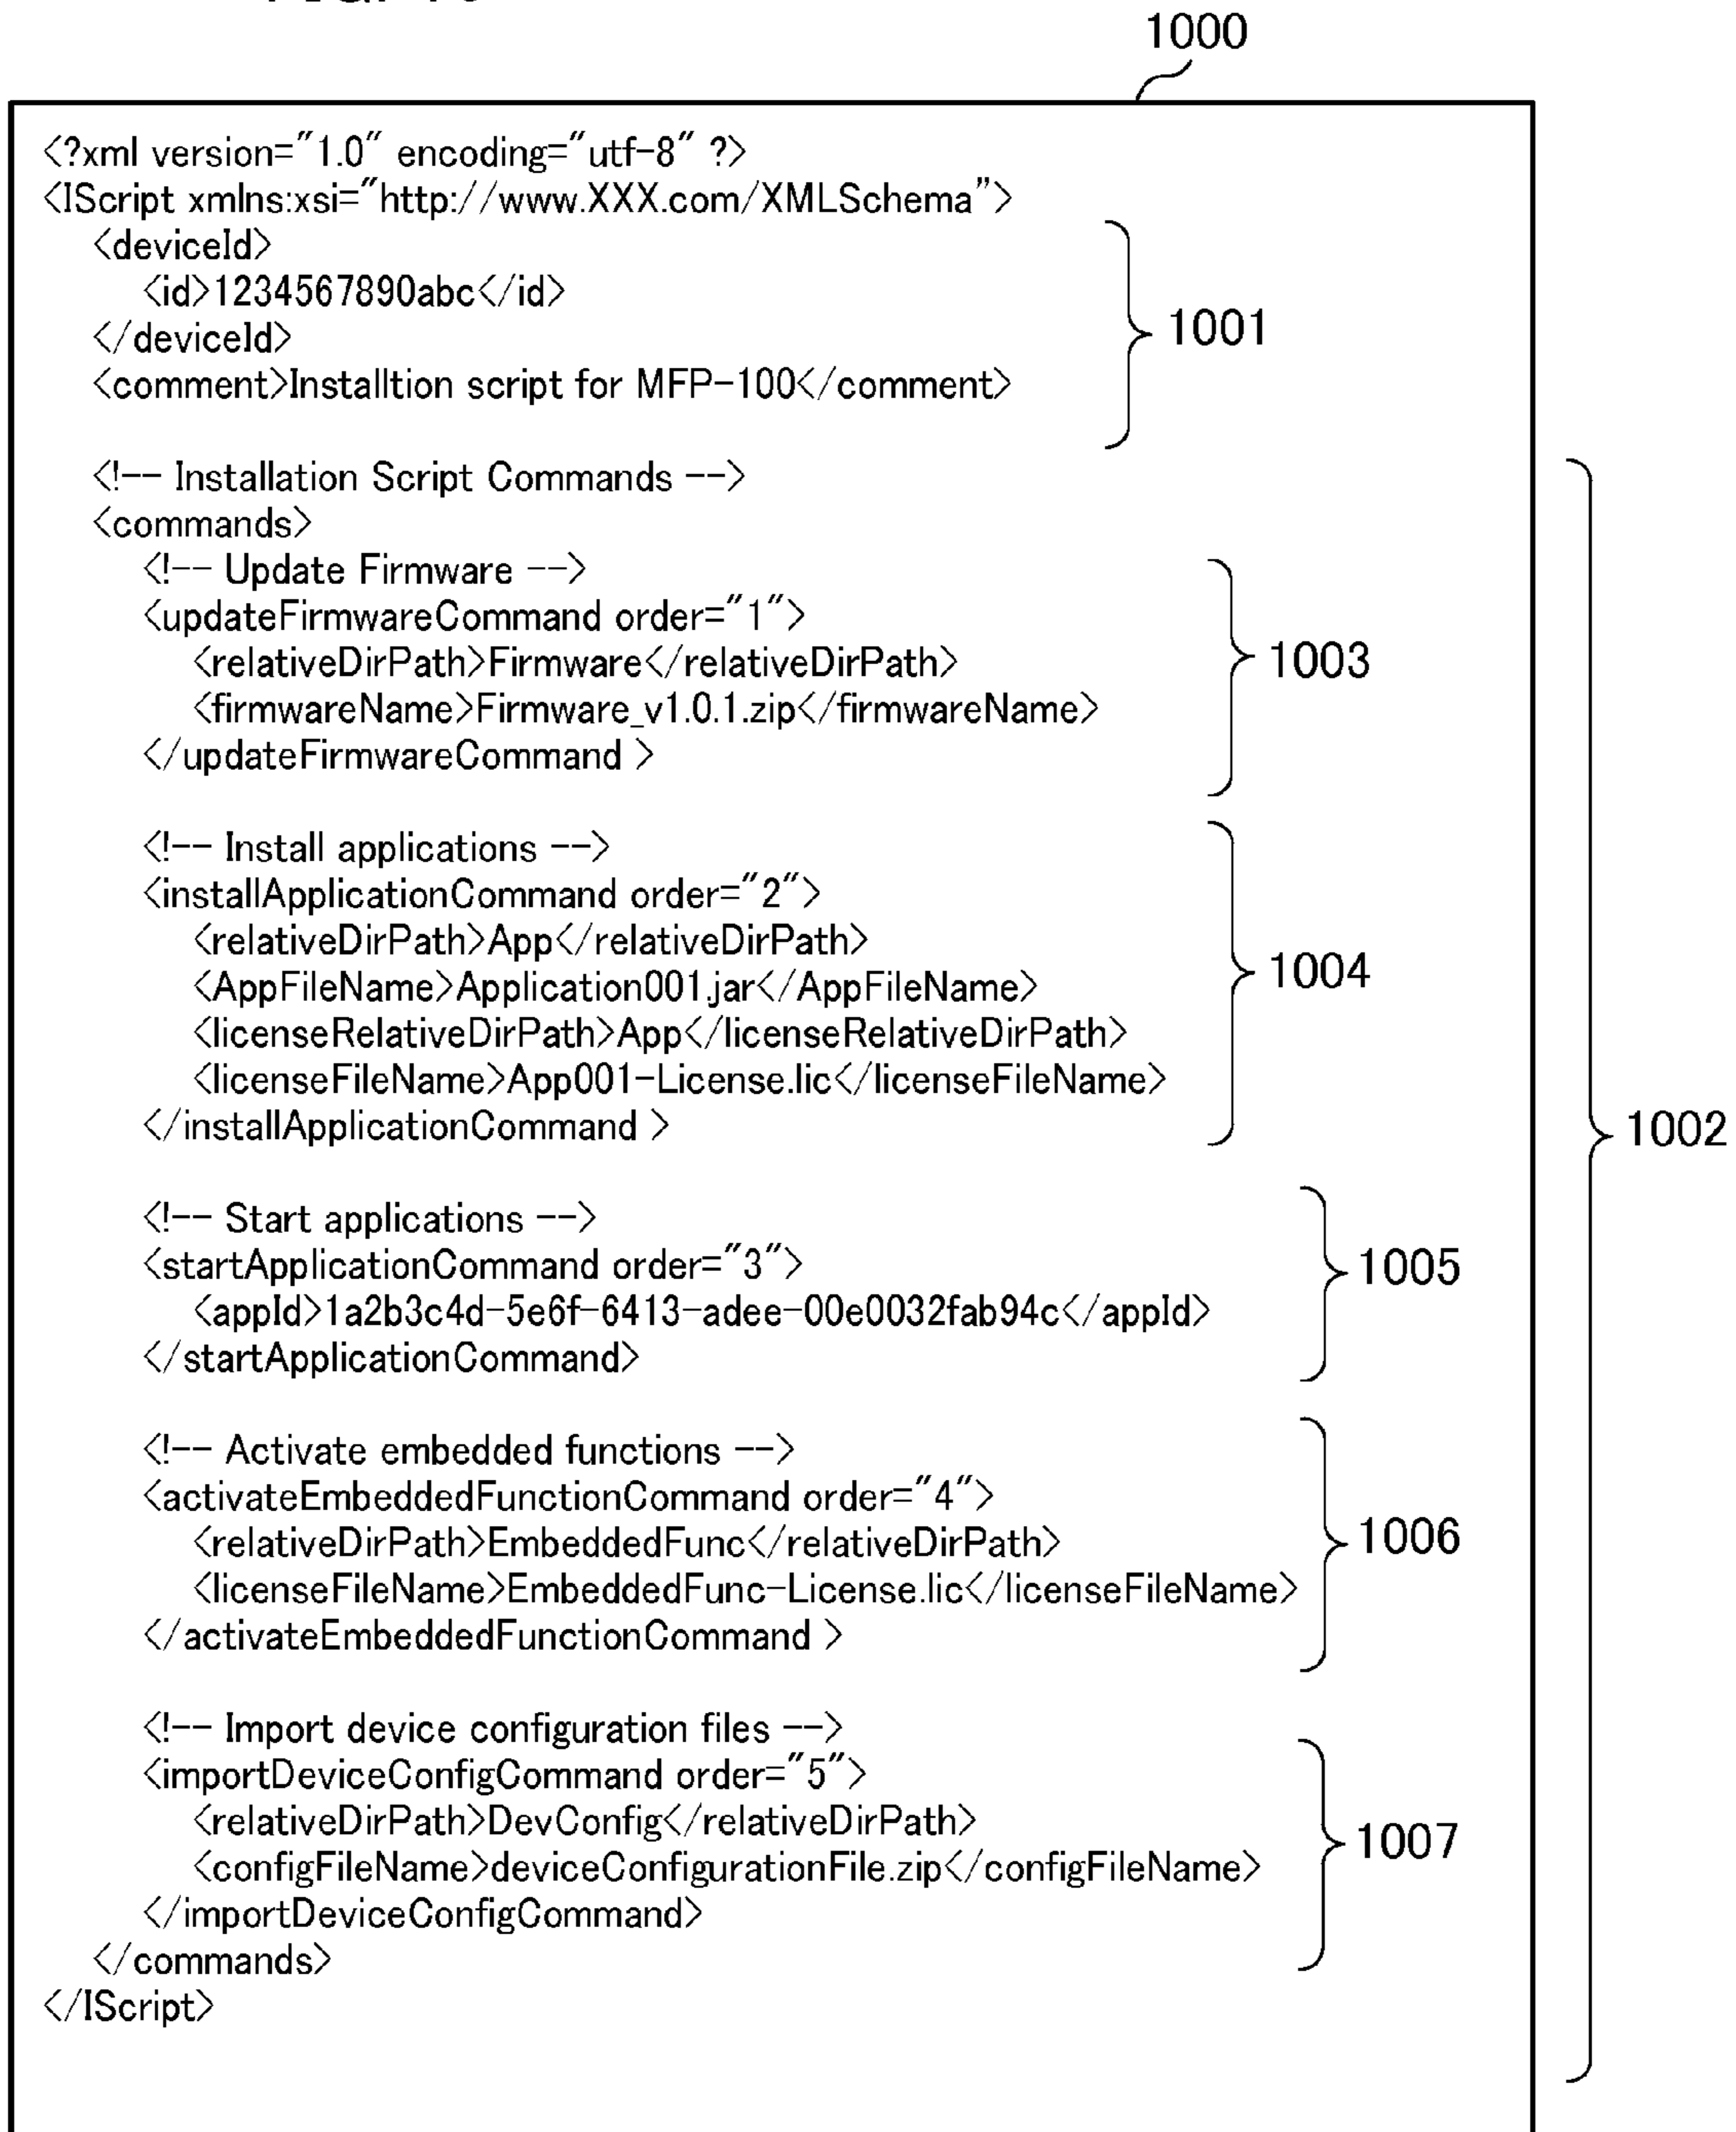 1000
<?xml version="1.0" encoding="utf-8" ?>
<IScript xmlns:xsi="http://www.XXX.com/XMLSchema">
<deviceId>
<id>1234567890abc</id>
</deviceId>
1001
<comment>Installtion script for MFP-100</comment>
<!-- Installation Script Commands -->
<commands>
<!-- Update Firmware -->
<updateFirmwareCommand order="1">
<relativeDirPath>Firmware</relativeDirPath>
1003
<firmwareName>Firmware_v1.0.1.zip</firmwareName>
</updateFirmwareCommand >
<!-- Install applications -->
<installApplicationCommand order="2">
<relativeDirPath>App</relativeDirPath>
<AppFileName>Application001.jar</AppFileName>
1004
<licenseRelativeDirPath>App</licenseRelativeDirPath>
<licenseFileName>App001-License.lic</licenseFileName>
</installApplicationCommand >
1002
<!-- Start applications -->
<startApplicationCommand order="3">
1005
<appId>1a2b3c4d-5e6f-6413-adee-00e0032fab94c</appId>
</startApplicationCommand>
<!-- Activate embedded functions -->
<activateEmbeddedFunctionCommand order="4">
<relativeDirPath>EmbeddedFunc</relativeDirPath>
1006
<licenseFileName>EmbeddedFunc-License.lic</licenseFileName>
</activateEmbeddedFunctionCommand >
<!-- Import device configuration files -->
<importDeviceConfigCommand order="5">
<relativeDirPath>DevConfig</relativeDirPath>
1007
<configFileName>deviceConfigurationFile.zip</configFileName>
</importDeviceConfigCommand>
</commands>
</IScript>